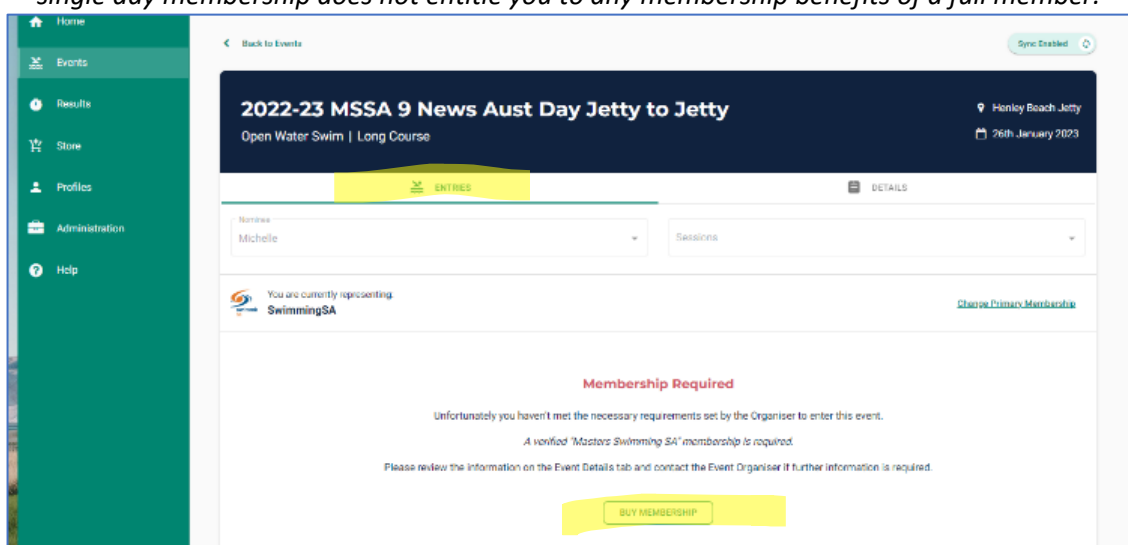 single day membership does not entitle you to any membership benefits of a full member.
Home
Back to Events
Sync Enabled
Events
2022-23 MSSA 9 News Aust Day Jetty to Jetty
Henley Beach Jetty
Results
Open Water Swim | Long Course
26th January 2023
Store
Profiles
ENTRIES
DETAILS
Administration
Nominee
Michelle
Sessions
Help
You are currently representing:
SwimmingSA
Change Primary Membership
Membership Required
Unfortunately you haven't met the necessary requirements set by the Organiser to enter this event.
A verified "Masters Swimming SA" membership is required.
Please review the information on the Event Details tab and contact the Event Organiser if further information is required.
BUY MEMBERSHIP